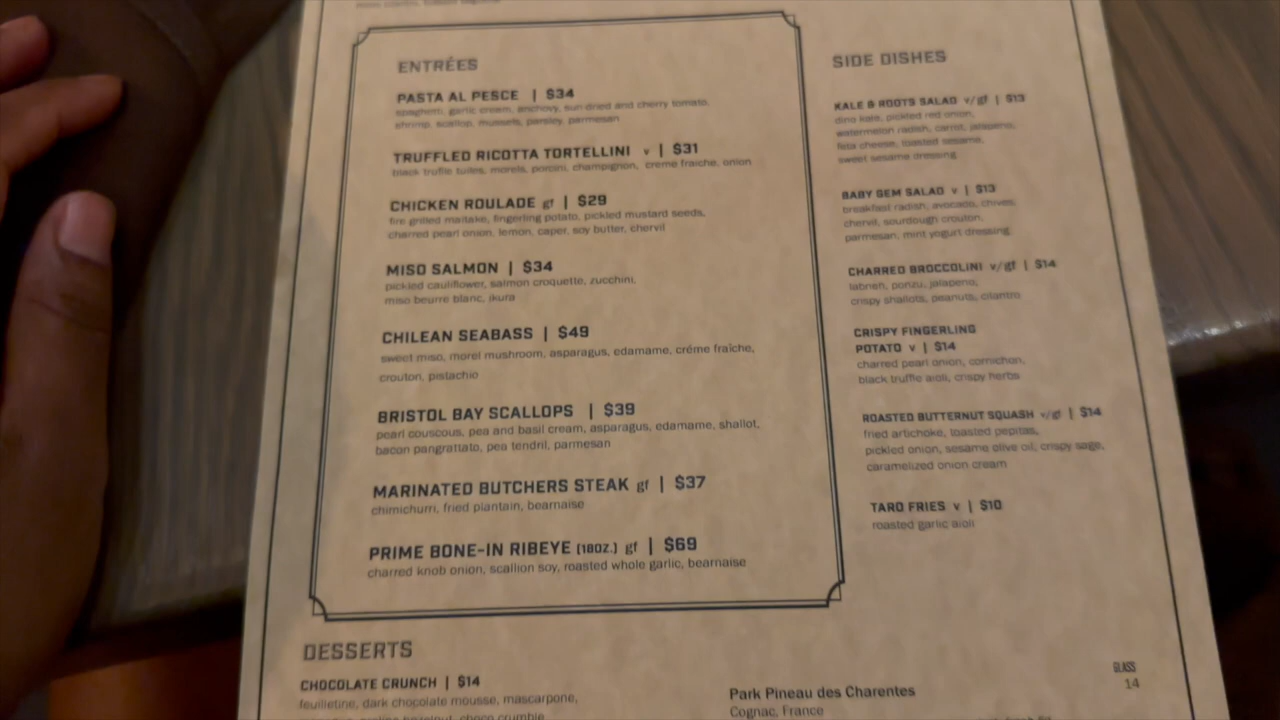 ENTRÉES
PASTA AL PESCE | $34
spaghetti, garlic cream, anchovy, sun dried and cherry tomato,
shrimp, scallop, mussels, parsley, parmesan
TRUFFLED RICOTTA TORTELLINI v | $31
black truffle tuiles, morels, porcini, champignon, creme fraiche, onion
CHICKEN ROULADE gf | $29
fire grilled maitake, fingerling potato, pickled mustard seeds,
charred pearl onion, lemon, caper, soy butter, chervil
MISO SALMON | $34
pickled cauliflower, salmon croquette, zucchini,
miso beurre blanc, ikura
CHILEAN SEABASS | $49
sweet miso, morel mushroom, asparagus, edamame, créme fraîche,
crouton, pistachio
BRISTOL BAY SCALLOPS | $39
pearl couscous, pea and basil cream, asparagus, edamame, shallot,
bacon pangrattato, pea tendril, parmesan
MARINATED BUTCHERS STEAK gf | $37
chimichurri, fried plantain, bearnaise
PRIME BONE-IN RIBEYE (18OZ.) gf | $69
charred knob onion, scallion soy, roasted whole garlic, bearnaise
SIDE DISHES
KALE & ROOTS SALAD v/gf | $13
dino kale, pickled red onion,
watermelon radish, carrot, jalapeno,
feta cheese, toasted sesame,
sweet sesame dressing
BABY GEM SALAD v | $13
breakfast radish, avocado, chives,
chervil, sourdough crouton,
parmesan, mint yogurt dressing
CHARRED BROCCOLINI v/gf | $14
labneh, ponzu, jalapeno,
crispy shallots, peanuts, cilantro
CRISPY FINGERLING
POTATO v | $14
charred pearl onion, cornichon,
black truffle aioli, crispy herbs
ROASTED BUTTERNUT SQUASH v/gf | $14
fried artichoke, toasted pepitas,
pickled onion, sesame olive oil, crispy sage,
caramelized onion cream
TARO FRIES v | $10
roasted garlic aioli
DESSERTS
CHOCOLATE CRUNCH | $14
feuilletine, dark chocolate mousse, mascarpone,
praline hazelnut, choco crumble
GLASS
Park Pineau des Charentes 14
Cognac, France